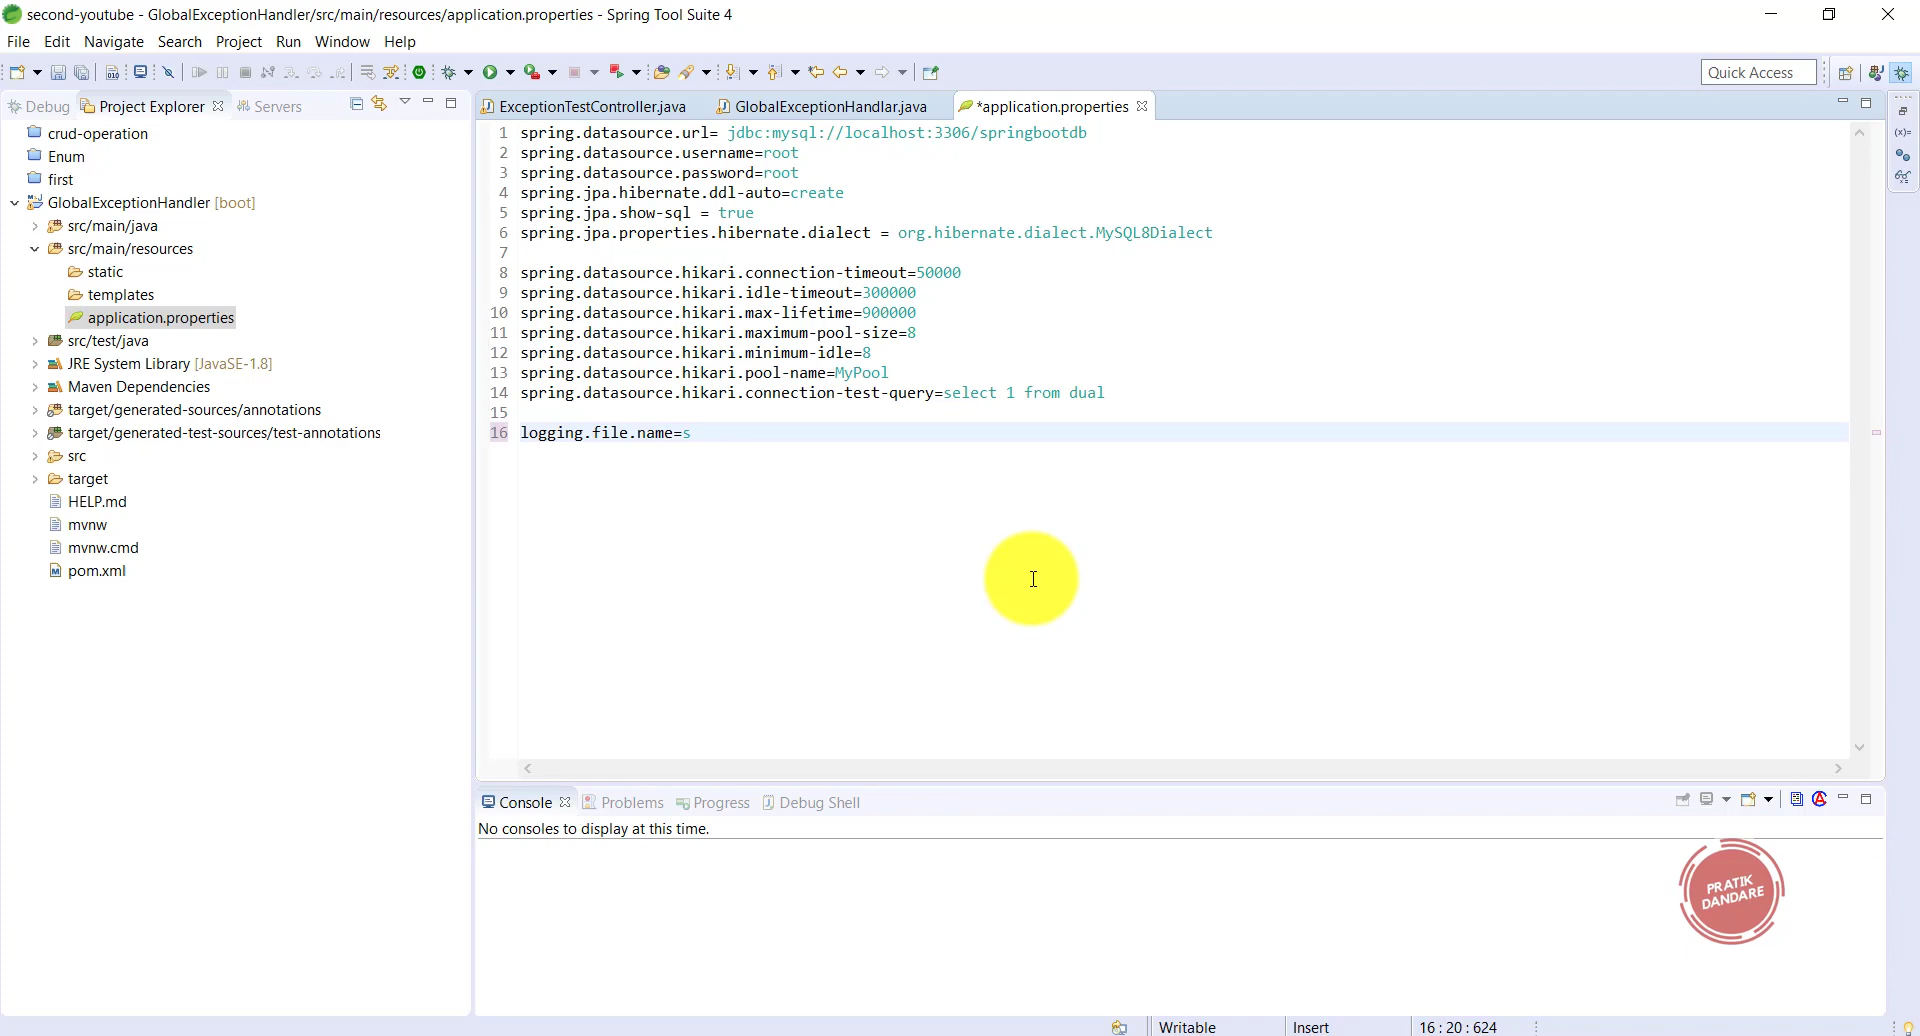 second-youtube - GlobalExceptionHandler/src/main/resources/application.properties - Spring Tool Suite 4
File Edit Navigate Search Project Run Window Help
Quick Access
Debug Project Explorer Servers
crud-operation
Enum
first
GlobalExceptionHandler [boot]
src/main/java
src/main/resources
static
templates
application.properties
src/test/java
JRE System Library [JavaSE-1.8]
Maven Dependencies
target/generated-sources/annotations
target/generated-test-sources/test-annotations
src
target
HELP.md
mvnw
mvnw.cmd
pom.xml
ExceptionTestController.java GlobalExceptionHandlar.java *application.properties
1 spring.datasource.url= jdbc:mysql://localhost:3306/springbootdb
2 spring.datasource.username=root
3 spring.datasource.password=root
4 spring.jpa.hibernate.ddl-auto=create
5 spring.jpa.show-sql = true
6 spring.jpa.properties.hibernate.dialect = org.hibernate.dialect.MySQL8Dialect
7
8 spring.datasource.hikari.connection-timeout=50000
9 spring.datasource.hikari.idle-timeout=300000
10 spring.datasource.hikari.max-lifetime=900000
11 spring.datasource.hikari.maximum-pool-size=8
12 spring.datasource.hikari.minimum-idle=8
13 spring.datasource.hikari.pool-name=MyPool
14 spring.datasource.hikari.connection-test-query=select 1 from dual
15
16 logging.file.name=s
Console Problems Progress Debug Shell
No consoles to display at this time.
PRATIK
DANDARE
Writable Insert 16 : 20 : 624